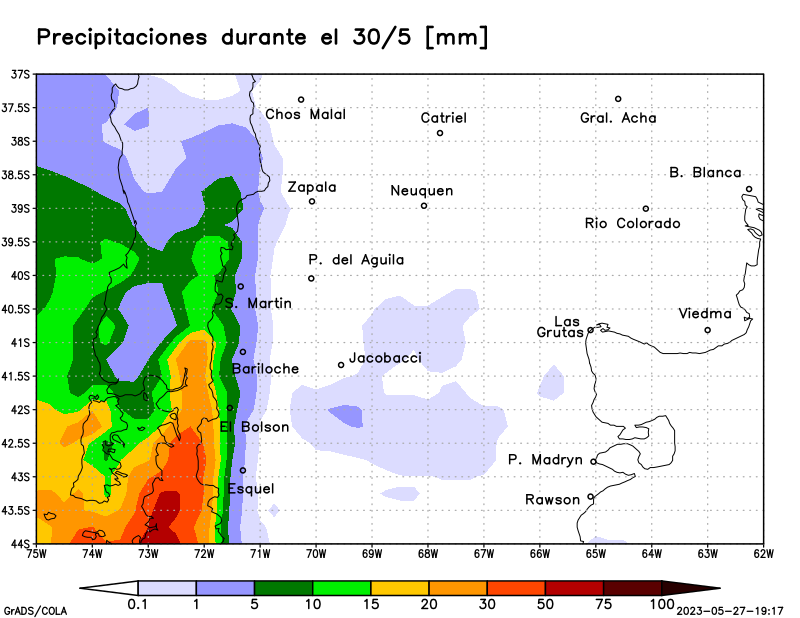 Precipitaciones durante el 30/5 [mm]
37S
37.5S
Chos Malal
Catriel
Gral. Acha
38S
38.5S
B. Blanca
Zapala
Neuquen
39S
Rio Colorado
39.5S
P. del Aguila
40S
S. Martin
40.5S
Las
Grutas
Viedma
41S
Bariloche
Jacobacci
41.5S
42S
El Bolson
42.5S
P. Madryn
43S
Esquel
Rawson
43.5S
44S
75W 74W 73W 72W 71W 70W 69W 68W 67W 66W 65W 64W 63W 62W
0.1 1 5 10 15 20 30 50 75 100
GrADS/COLA 2023-05-27-19:17